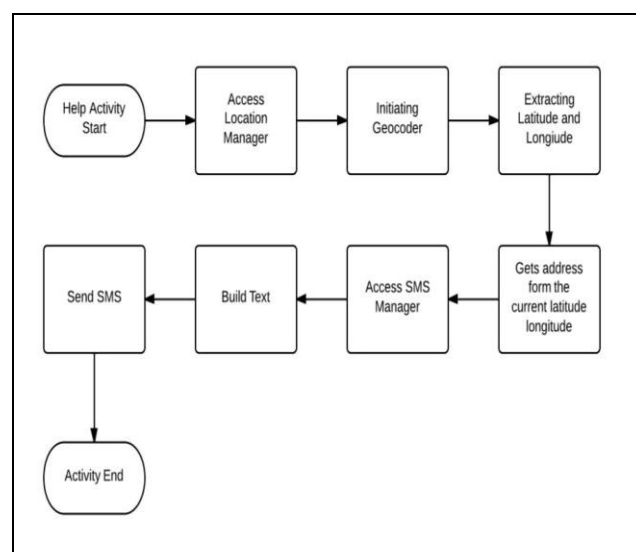 Help Activity
Start
Access
Location
Manager
Initiating
Geocoder
Extracting
Latitude and
Longiude
Gets address
form the
current latitude
longitude
Access SMS
Manager
Build Text
Send SMS
Activity End